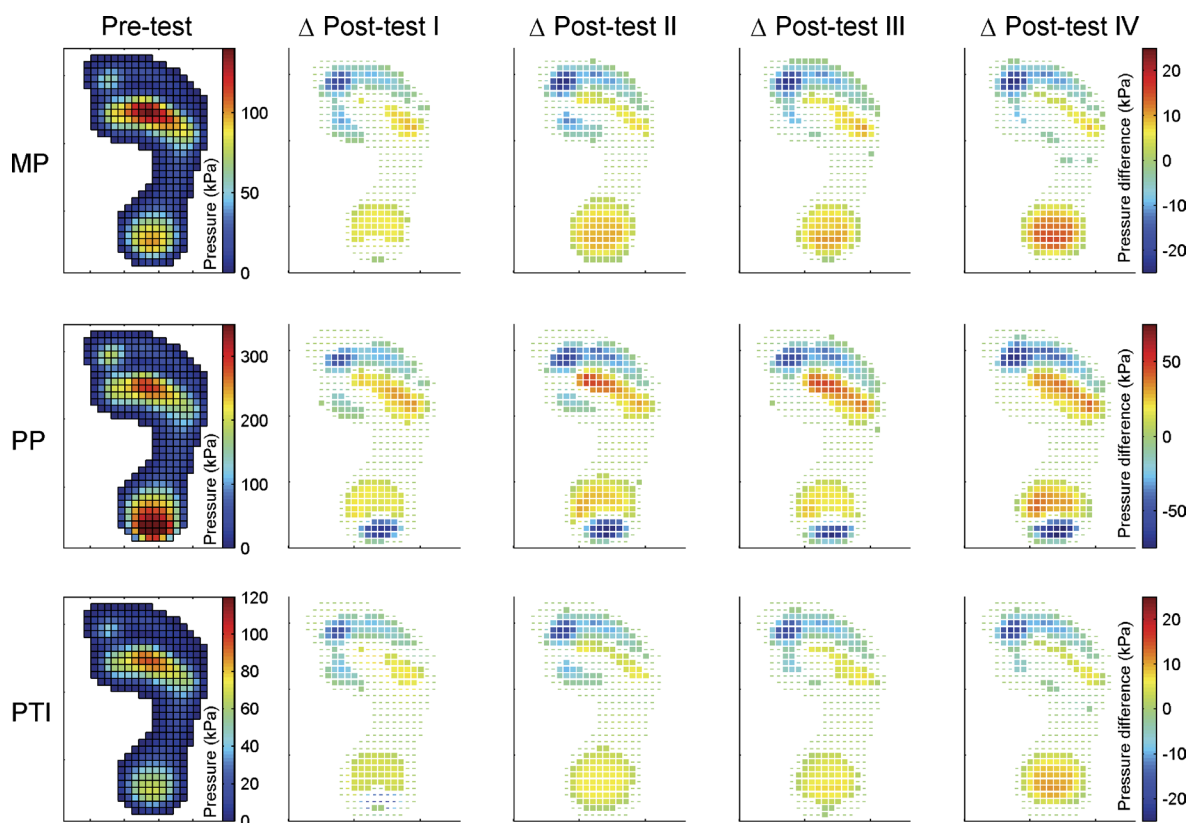 Pre-test
Δ Post-test I
Δ Post-test II
Δ Post-test III
Δ Post-test IV
MP
100
50
0
Pressure (kPa)
20
10
0
-10
-20
Pressure difference (kPa)
PP
300
200
100
0
Pressure (kPa)
50
0
-50
Pressure difference (kPa)
PTI
120
100
80
60
40
20
0
Pressure (kPa)
20
10
0
-10
-20
Pressure difference (kPa)